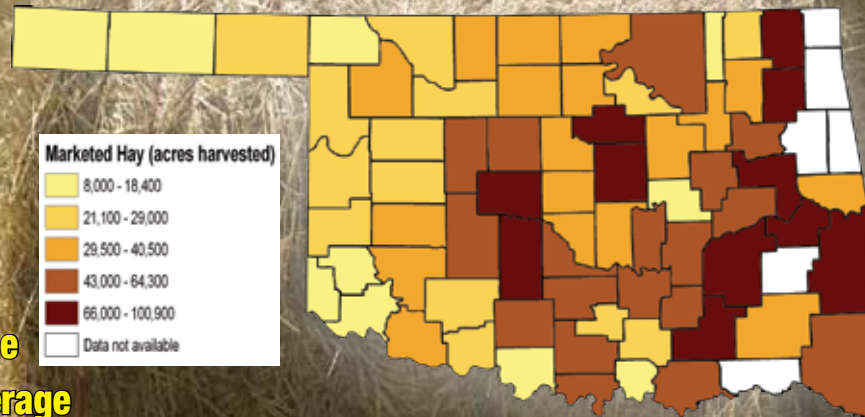 Marketed Hay (acres harvested)
8,000 - 18,400
21,100 - 29,000
29,500 - 40,500
43,000 - 64,300
66,000 - 100,900
Data not available
e
erage